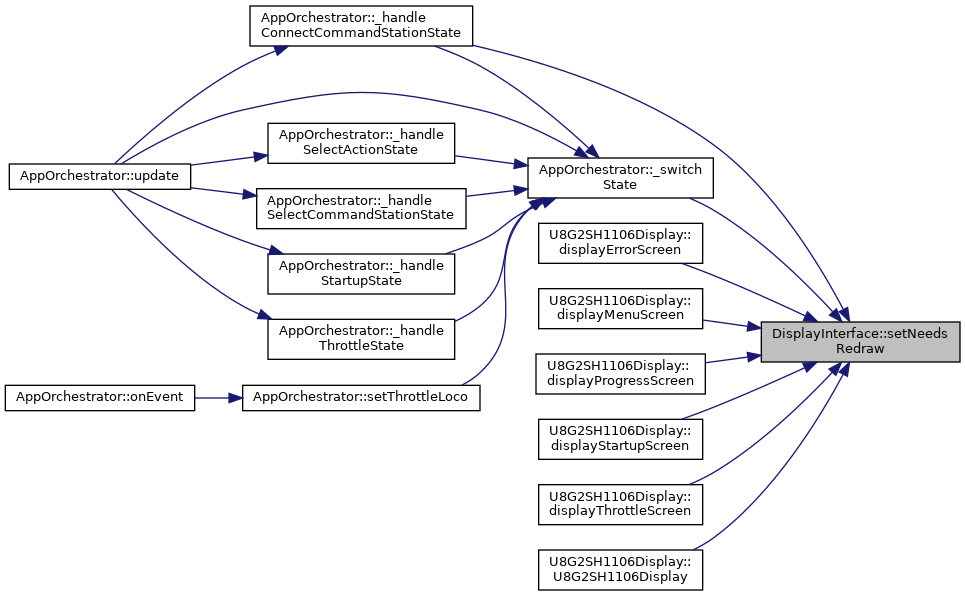 AppOrchestrator::_handle
ConnectCommandStationState
AppOrchestrator::_handle
SelectActionState
AppOrchestrator::update
AppOrchestrator::_switch
State
AppOrchestrator::_handle
SelectCommandStationState
U8G2SH1106Display::
displayErrorScreen
AppOrchestrator::_handle
StartupState
U8G2SH1106Display::
displayMenuScreen
AppOrchestrator::_handle
ThrottleState
DisplayInterface::setNeeds
Redraw
U8G2SH1106Display::
displayProgressScreen
AppOrchestrator::onEvent
AppOrchestrator::setThrottleLoco
U8G2SH1106Display::
displayStartupScreen
U8G2SH1106Display::
displayThrottleScreen
U8G2SH1106Display::
U8G2SH1106Display